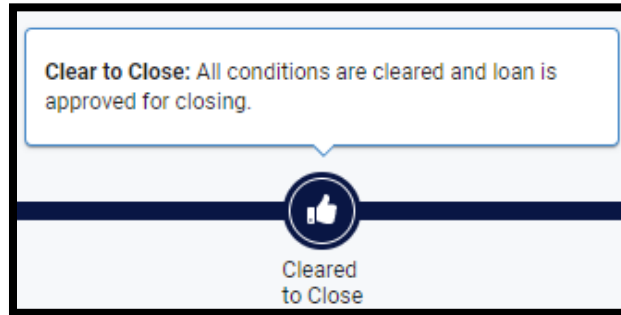 Clear to Close: All conditions are cleared and loan is
approved for closing.
Cleared
to Close